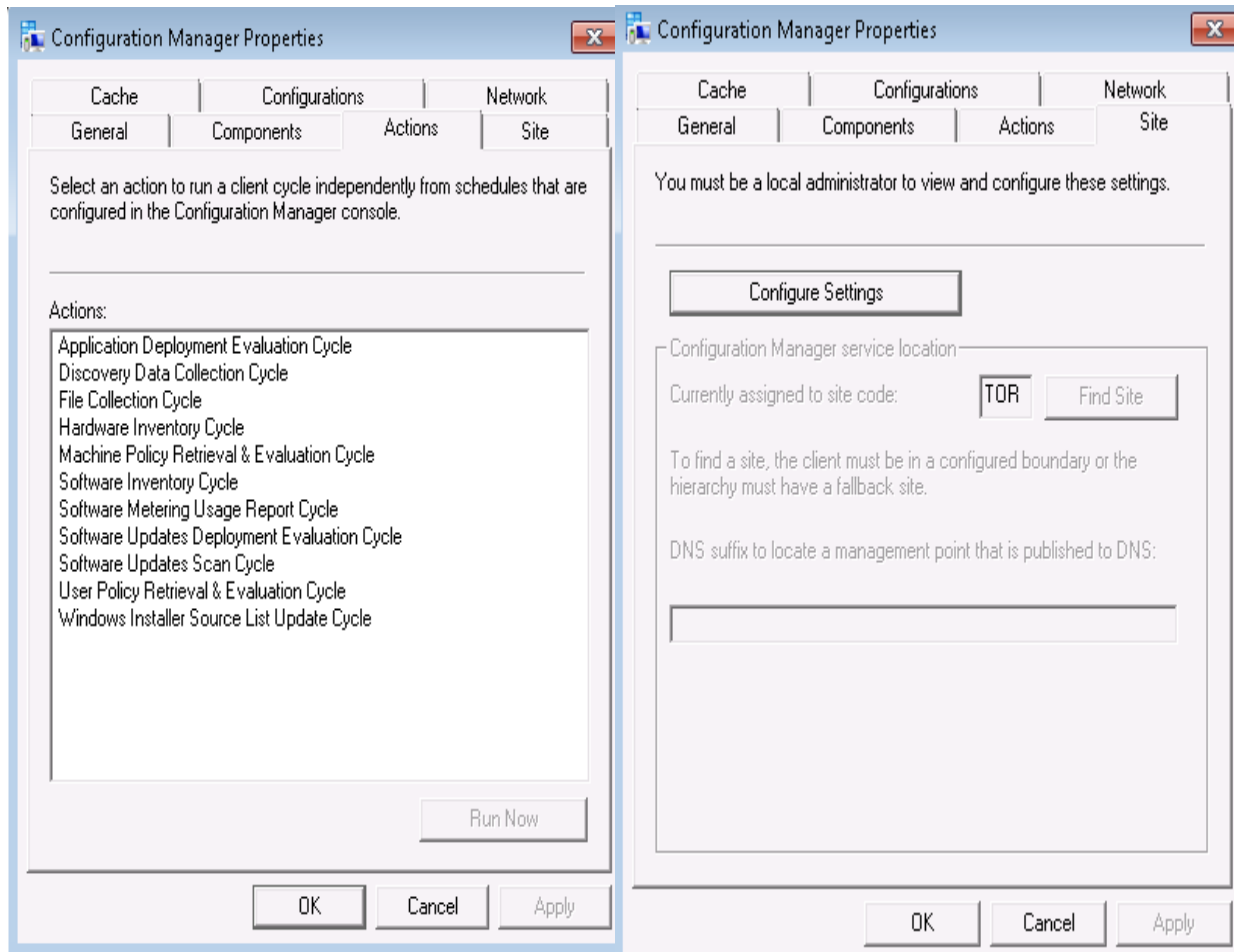 Configuration Manager Properties
Cache Configurations Network
General Components Actions Site
Select an action to run a client cycle independently from schedules that are
configured in the Configuration Manager console.
Actions:
Application Deployment Evaluation Cycle
Discovery Data Collection Cycle
File Collection Cycle
Hardware Inventory Cycle
Machine Policy Retrieval & Evaluation Cycle
Software Inventory Cycle
Software Metering Usage Report Cycle
Software Updates Deployment Evaluation Cycle
Software Updates Scan Cycle
User Policy Retrieval & Evaluation Cycle
Windows Installer Source List Update Cycle
Run Now
OK Cancel Apply
Configuration Manager Properties
Cache Configurations Network
General Components Actions Site
You must be a local administrator to view and configure these settings.
Configure Settings
Configuration Manager service location
Currently assigned to site code: TOR Find Site
To find a site, the client must be in a configured boundary or the
hierarchy must have a fallback site.
DNS suffix to locate a management point that is published to DNS:
OK Cancel Apply